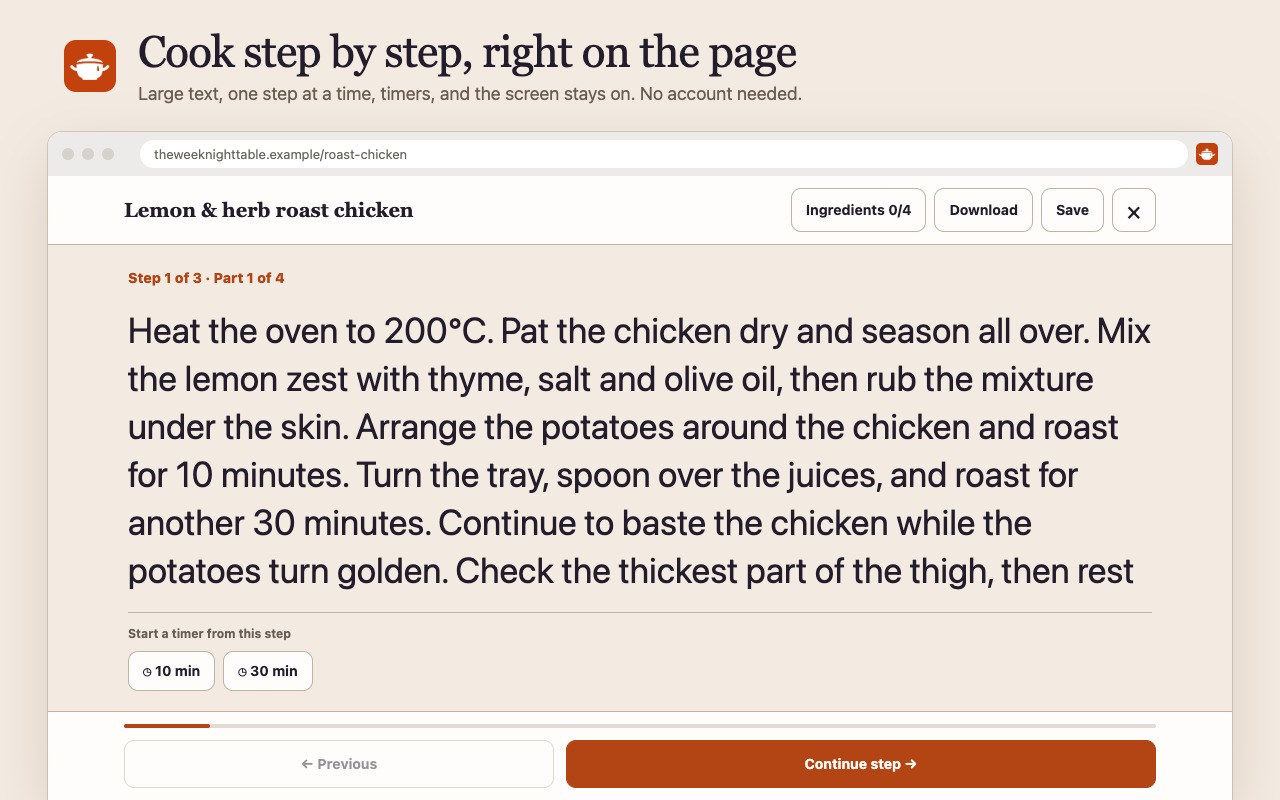 Cook step by step, right on the page
Large text, one step at a time, timers, and the screen stays on. No account needed.
theweeknighttable.example/roast-chicken
Lemon & herb roast chicken
Ingredients 0/4
Download
Save
×
Step 1 of 3 · Part 1 of 4
Heat the oven to 200°C. Pat the chicken dry and season all over. Mix
the lemon zest with thyme, salt and olive oil, then rub the mixture
under the skin. Arrange the potatoes around the chicken and roast
for 10 minutes. Turn the tray, spoon over the juices, and roast for
another 30 minutes. Continue to baste the chicken while the
potatoes turn golden. Check the thickest part of the thigh, then rest
Start a timer from this step
◷ 10 min
◷ 30 min
← Previous
Continue step →